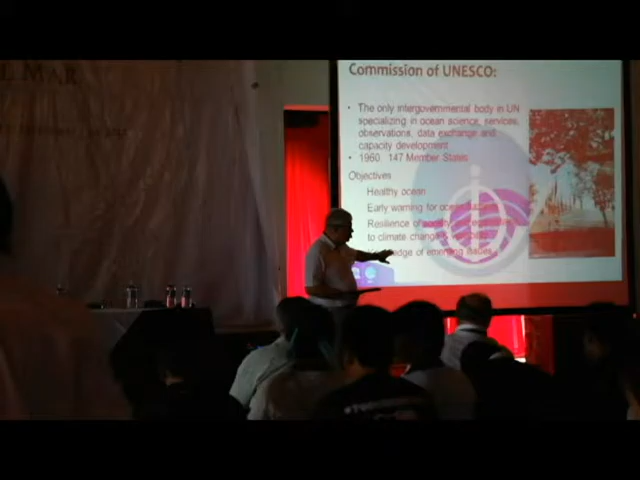 MAR
Commission of UNESCO:
• The only intergovernmental body in UN
specializing in ocean science, services,
observations, data exchange and
capacity development
• 1960 147 Member States
Objectives
Healthy ocean
Early warning for ocean
Resilience of
to climate change
of emerging issues